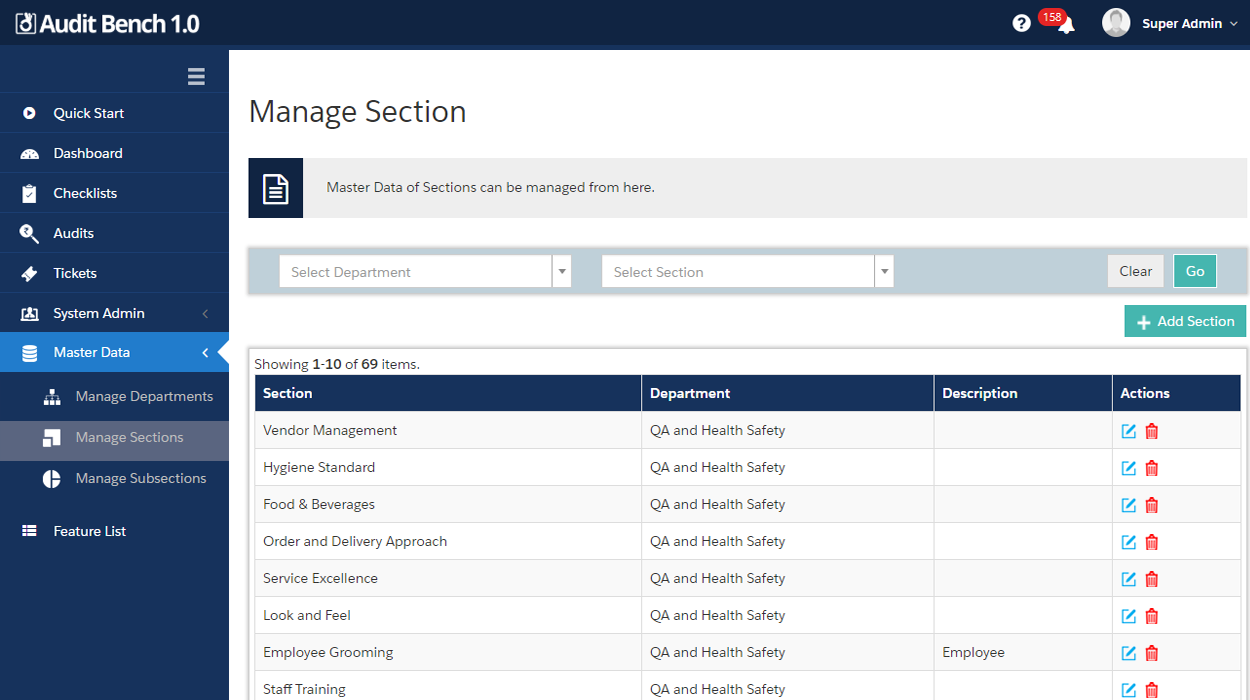 Audit Bench 1.0
? 158 Super Admin
Quick Start
Dashboard
Checklists
Audits
Tickets
System Admin
Master Data
Manage Departments
Manage Sections
Manage Subsections
Feature List
Manage Section
Master Data of Sections can be managed from here.
Select Department Select Section Clear Go
Add Section
Showing 1-10 of 69 items.
Section Department Description Actions
Vendor Management QA and Health Safety
Hygiene Standard QA and Health Safety
Food & Beverages QA and Health Safety
Order and Delivery Approach QA and Health Safety
Service Excellence QA and Health Safety
Look and Feel QA and Health Safety
Employee Grooming QA and Health Safety Employee
Staff Training QA and Health Safety